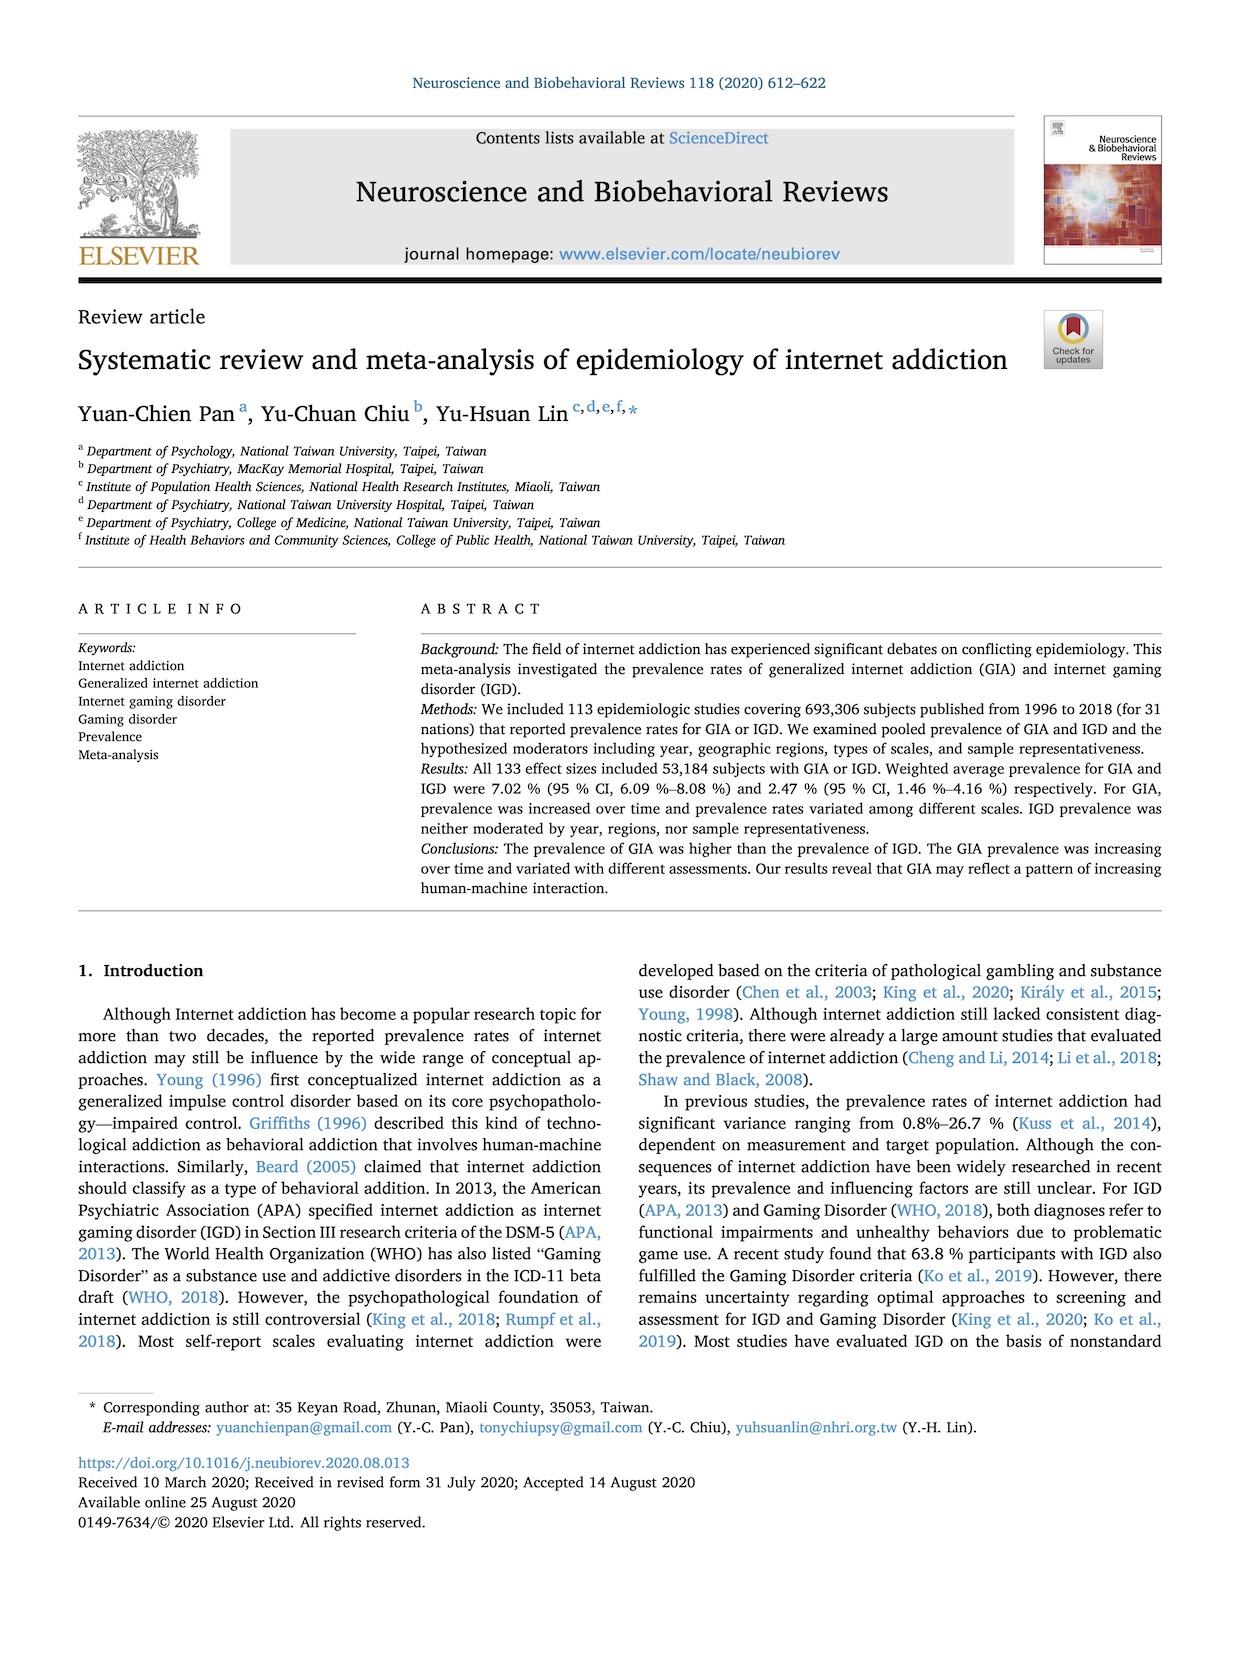 Neuroscience and Biobehavioral Reviews 118 (2020) 612–622
Contents lists available at ScienceDirect
Neuroscience and Biobehavioral Reviews
journal homepage: www.elsevier.com/locate/neubiorev
ELSEVIER
Neuroscience
& Biobehavioral
Reviews
Review article
Systematic review and meta-analysis of epidemiology of internet addiction
Check for
updates
Yuan-Chien Pan a, Yu-Chuan Chiu b, Yu-Hsuan Lin c,d,e,f,*
a Department of Psychology, National Taiwan University, Taipei, Taiwan
b Department of Psychiatry, MacKay Memorial Hospital, Taipei, Taiwan
c Institute of Population Health Sciences, National Health Research Institutes, Miaoli, Taiwan
d Department of Psychiatry, National Taiwan University Hospital, Taipei, Taiwan
e Department of Psychiatry, College of Medicine, National Taiwan University, Taipei, Taiwan
f Institute of Health Behaviors and Community Sciences, College of Public Health, National Taiwan University, Taipei, Taiwan
ARTICLE INFO
Keywords:
Internet addiction
Generalized internet addiction
Internet gaming disorder
Gaming disorder
Prevalence
Meta-analysis
ABSTRACT
Background: The field of internet addiction has experienced significant debates on conflicting epidemiology. This
meta-analysis investigated the prevalence rates of generalized internet addiction (GIA) and internet gaming
disorder (IGD).
Methods: We included 113 epidemiologic studies covering 693,306 subjects published from 1996 to 2018 (for 31
nations) that reported prevalence rates for GIA or IGD. We examined pooled prevalence of GIA and IGD and the
hypothesized moderators including year, geographic regions, types of scales, and sample representativeness.
Results: All 133 effect sizes included 53,184 subjects with GIA or IGD. Weighted average prevalence for GIA and
IGD were 7.02 % (95 % CI, 6.09 %–8.08 %) and 2.47 % (95 % CI, 1.46 %–4.16 %) respectively. For GIA,
prevalence was increased over time and prevalence rates variated among different scales. IGD prevalence was
neither moderated by year, regions, nor sample representativeness.
Conclusions: The prevalence of GIA was higher than the prevalence of IGD. The GIA prevalence was increasing
over time and variated with different assessments. Our results reveal that GIA may reflect a pattern of increasing
human-machine interaction.
1. Introduction
Although Internet addiction has become a popular research topic for
more than two decades, the reported prevalence rates of internet
addiction may still be influence by the wide range of conceptual ap-
proaches. Young (1996) first conceptualized internet addiction as a
generalized impulse control disorder based on its core psychopatholo-
gy—impaired control. Griffiths (1996) described this kind of techno-
logical addiction as behavioral addiction that involves human-machine
interactions. Similarly, Beard (2005) claimed that internet addiction
should classify as a type of behavioral addition. In 2013, the American
Psychiatric Association (APA) specified internet addiction as internet
gaming disorder (IGD) in Section III research criteria of the DSM-5 (APA,
2013). The World Health Organization (WHO) has also listed “Gaming
Disorder” as a substance use and addictive disorders in the ICD-11 beta
draft (WHO, 2018). However, the psychopathological foundation of
internet addiction is still controversial (King et al., 2018; Rumpf et al.,
2018). Most self-report scales evaluating internet addiction were
developed based on the criteria of pathological gambling and substance
use disorder (Chen et al., 2003; King et al., 2020; Király et al., 2015;
Young, 1998). Although internet addiction still lacked consistent diag-
nostic criteria, there were already a large amount studies that evaluated
the prevalence of internet addiction (Cheng and Li, 2014; Li et al., 2018;
Shaw and Black, 2008).
In previous studies, the prevalence rates of internet addiction had
significant variance ranging from 0.8%–26.7 % (Kuss et al., 2014),
dependent on measurement and target population. Although the con-
sequences of internet addiction have been widely researched in recent
years, its prevalence and influencing factors are still unclear. For IGD
(APA, 2013) and Gaming Disorder (WHO, 2018), both diagnoses refer to
functional impairments and unhealthy behaviors due to problematic
game use. A recent study found that 63.8 % participants with IGD also
fulfilled the Gaming Disorder criteria (Ko et al., 2019). However, there
remains uncertainty regarding optimal approaches to screening and
assessment for IGD and Gaming Disorder (King et al., 2020; Ko et al.,
2019). Most studies have evaluated IGD on the basis of nonstandard
* Corresponding author at: 35 Keyan Road, Zhunan, Miaoli County, 35053, Taiwan.
E-mail addresses: yuanchienpan@gmail.com (Y.-C. Pan), tonychiupsy@gmail.com (Y.-C. Chiu), yuhsuanlin@nhri.org.tw (Y.-H. Lin).
https://doi.org/10.1016/j.neubiorev.2020.08.013
Received 10 March 2020; Received in revised form 31 July 2020; Accepted 14 August 2020
Available online 25 August 2020
0149-7634/© 2020 Elsevier Ltd. All rights reserved.